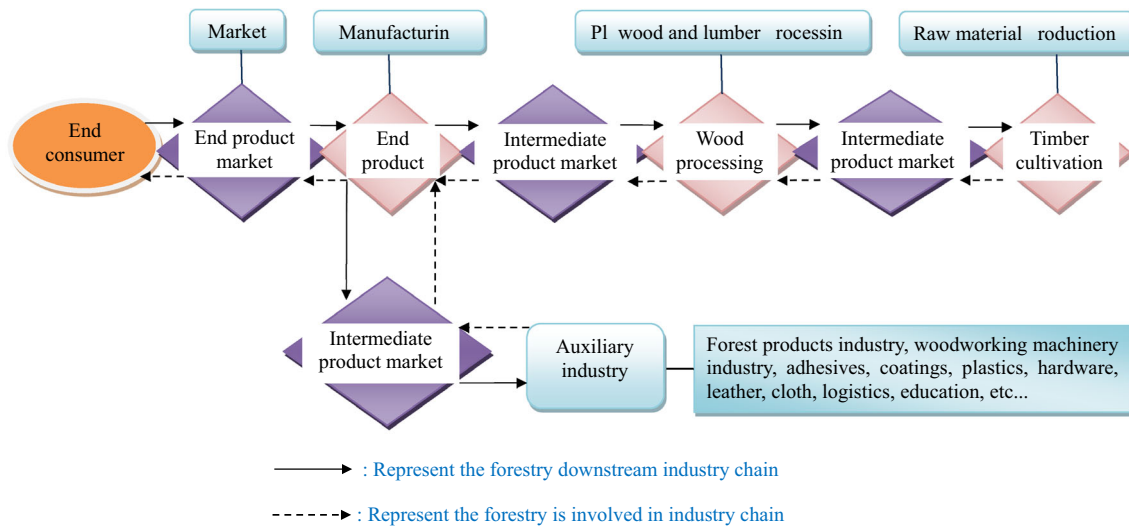 Market
Manufacturin
Pl wood and lumber rocessin
Raw material roduction
End
consumer
End product
market
End
product
Intermediate
product market
Wood
processing
Intermediate
product market
Timber
cultivation
Intermediate
product market
Auxiliary
industry
Forest products industry, woodworking machinery
industry, adhesives, coatings, plastics, hardware,
leather, cloth, logistics, education, etc...
: Represent the forestry downstream industry chain
: Represent the forestry is involved in industry chain